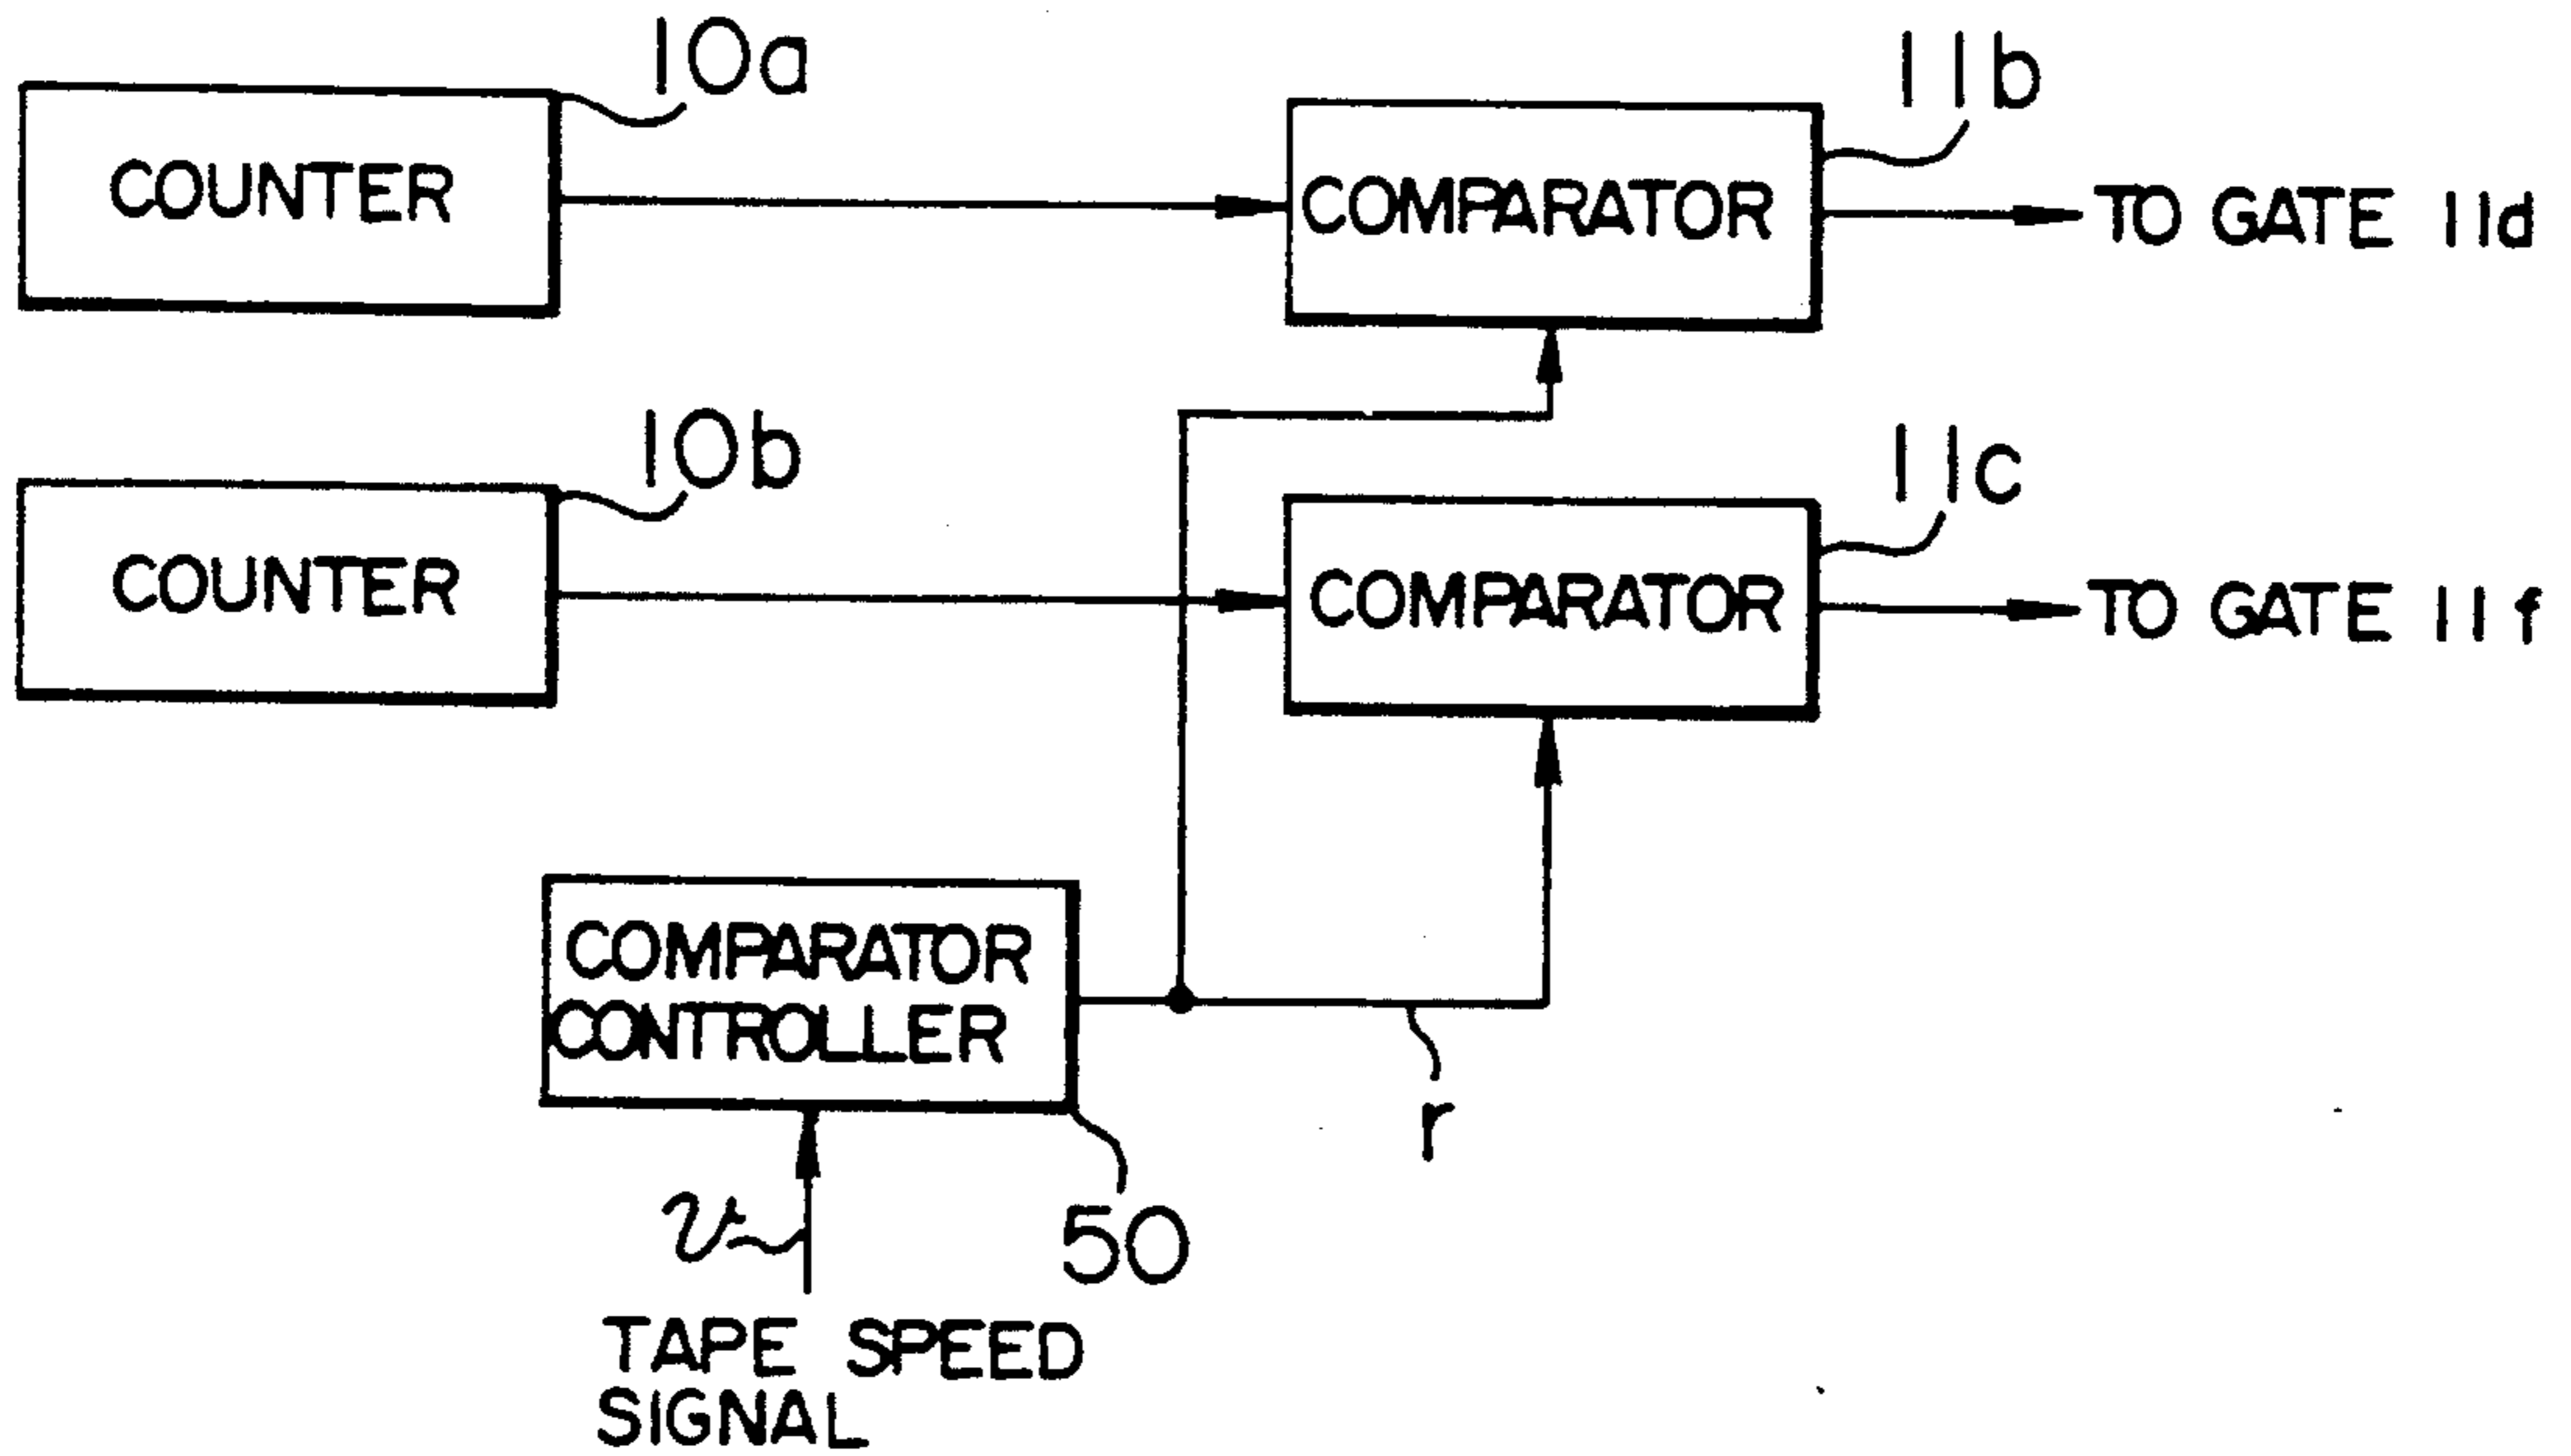 10a
11b
COUNTER
COMPARATOR
TO GATE 11d
10b
11c
COUNTER
COMPARATOR
TO GATE 11f
COMPARATOR
CONTROLLER
r
v
50
TAPE SPEED
SIGNAL